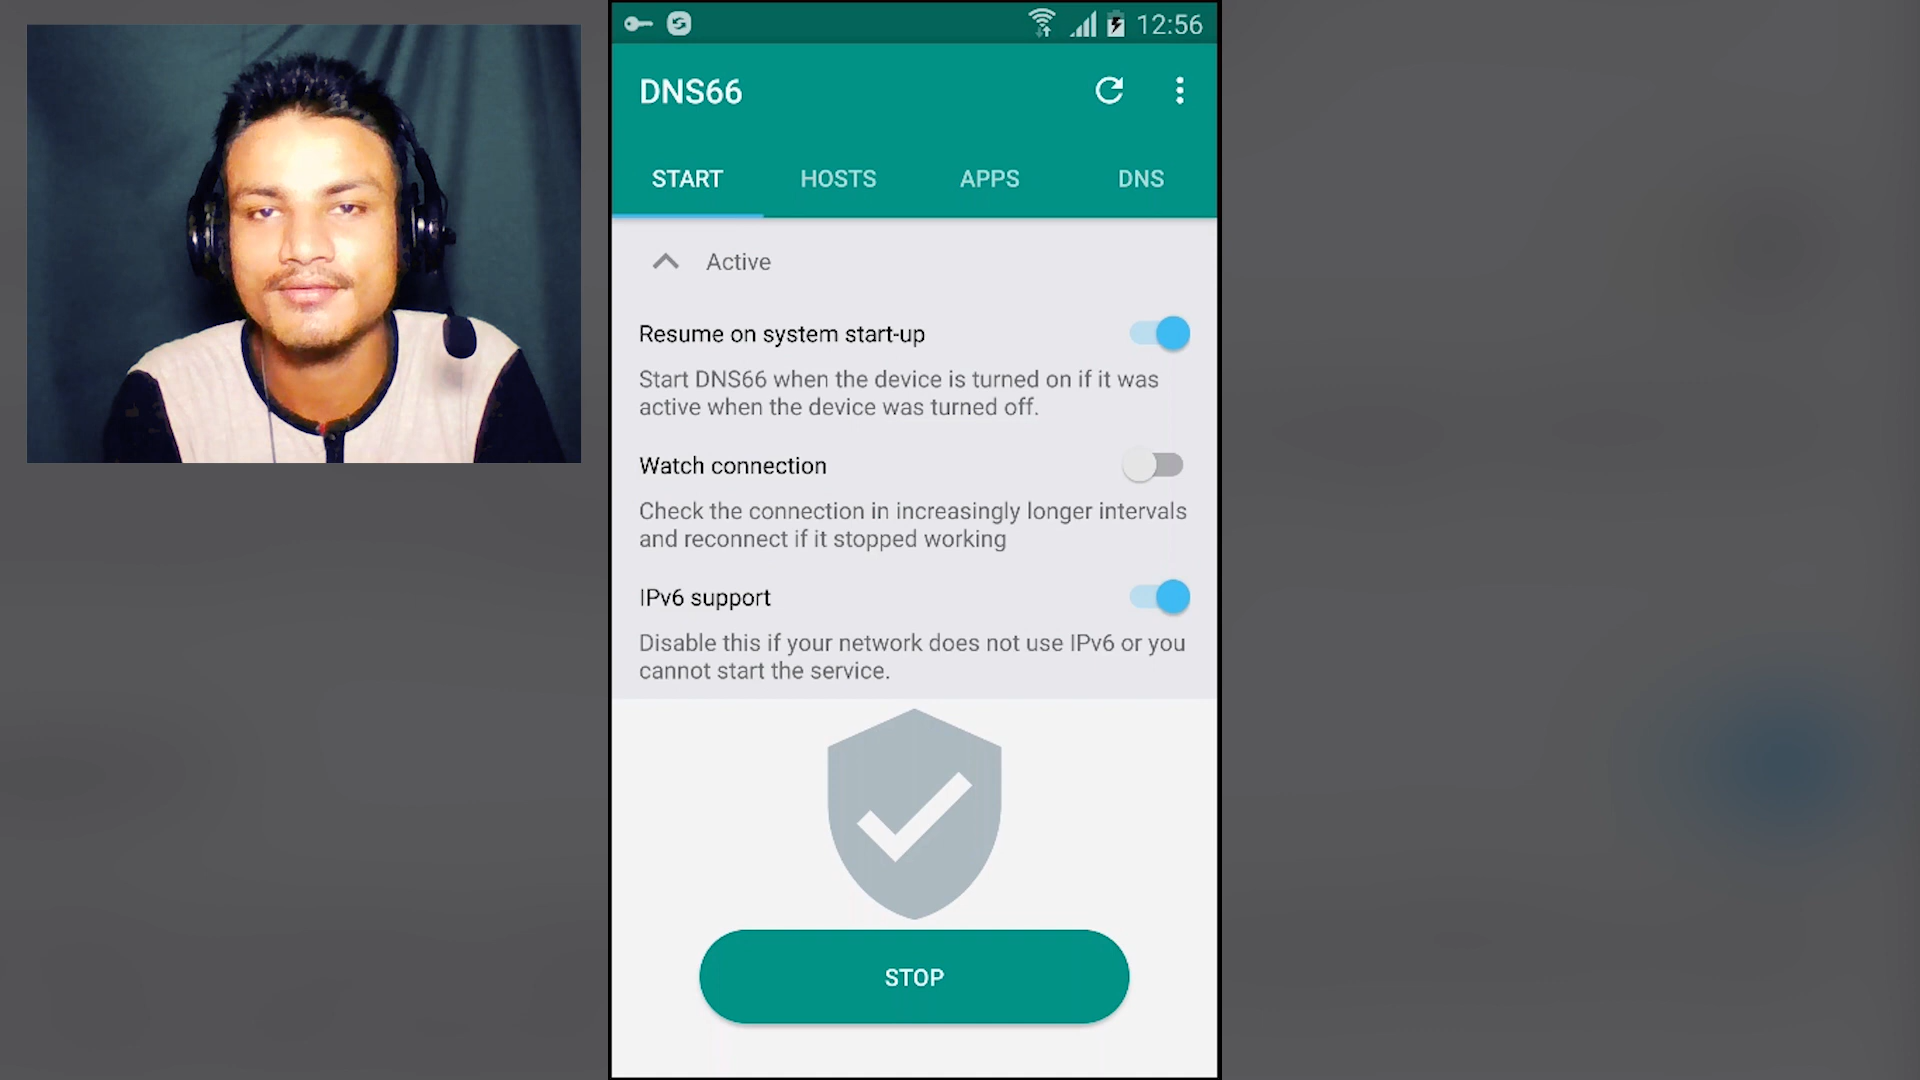 12:56
DNS66
START HOSTS APPS DNS
Active
Resume on system start-up
Start DNS66 when the device is turned on if it was
active when the device was turned off.
Watch connection
Check the connection in increasingly longer intervals
and reconnect if it stopped working
IPv6 support
Disable this if your network does not use IPv6 or you
cannot start the service.
STOP